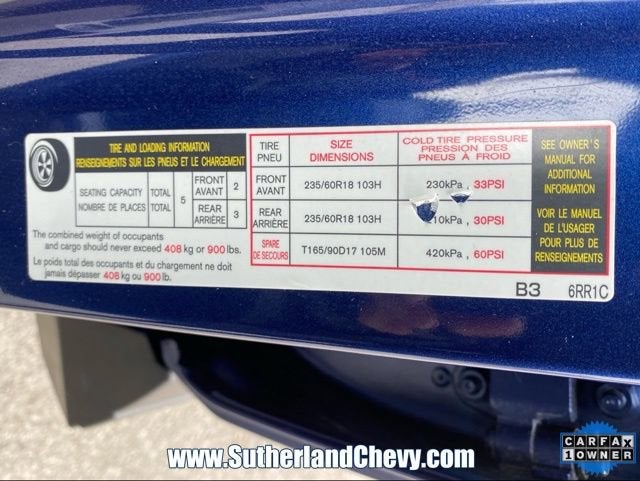 TIRE AND LOADING INFORMATION
RENSEIGNEMENTS SUR LES PNEUS ET LE CHARGEMENT
SEATING CAPACITY
NOMBRE DE PLACES
TOTAL
TOTAL
5
FRONT
AVANT
2
REAR
ARRIÈRE
3
The combined weight of occupants
and cargo should never exceed 408 kg or 900 lbs.
Le poids total des occupants et du chargement ne doit
jamais dépasser 408 kg ou 900 lb.
TIRE
PNEU
SIZE
DIMENSIONS
COLD TIRE PRESSURE
PRESSION DES
PNEUS À FROID
FRONT
AVANT
235/60R18 103H
230kPa , 33PSI
REAR
ARRIÈRE
235/60R18 103H
10kPa , 30PSI
SPARE
DE SECOURS
T165/90D17 105M
420kPa , 60PSI
SEE OWNER'S
MANUAL FOR
ADDITIONAL
INFORMATION
VOIR LE MANUEL
DE L'USAGER
POUR PLUS DE
RENSEIGNEMENTS
B3 6RR1C
www.SutherlandChevy.com
CARFAX
1 OWNER